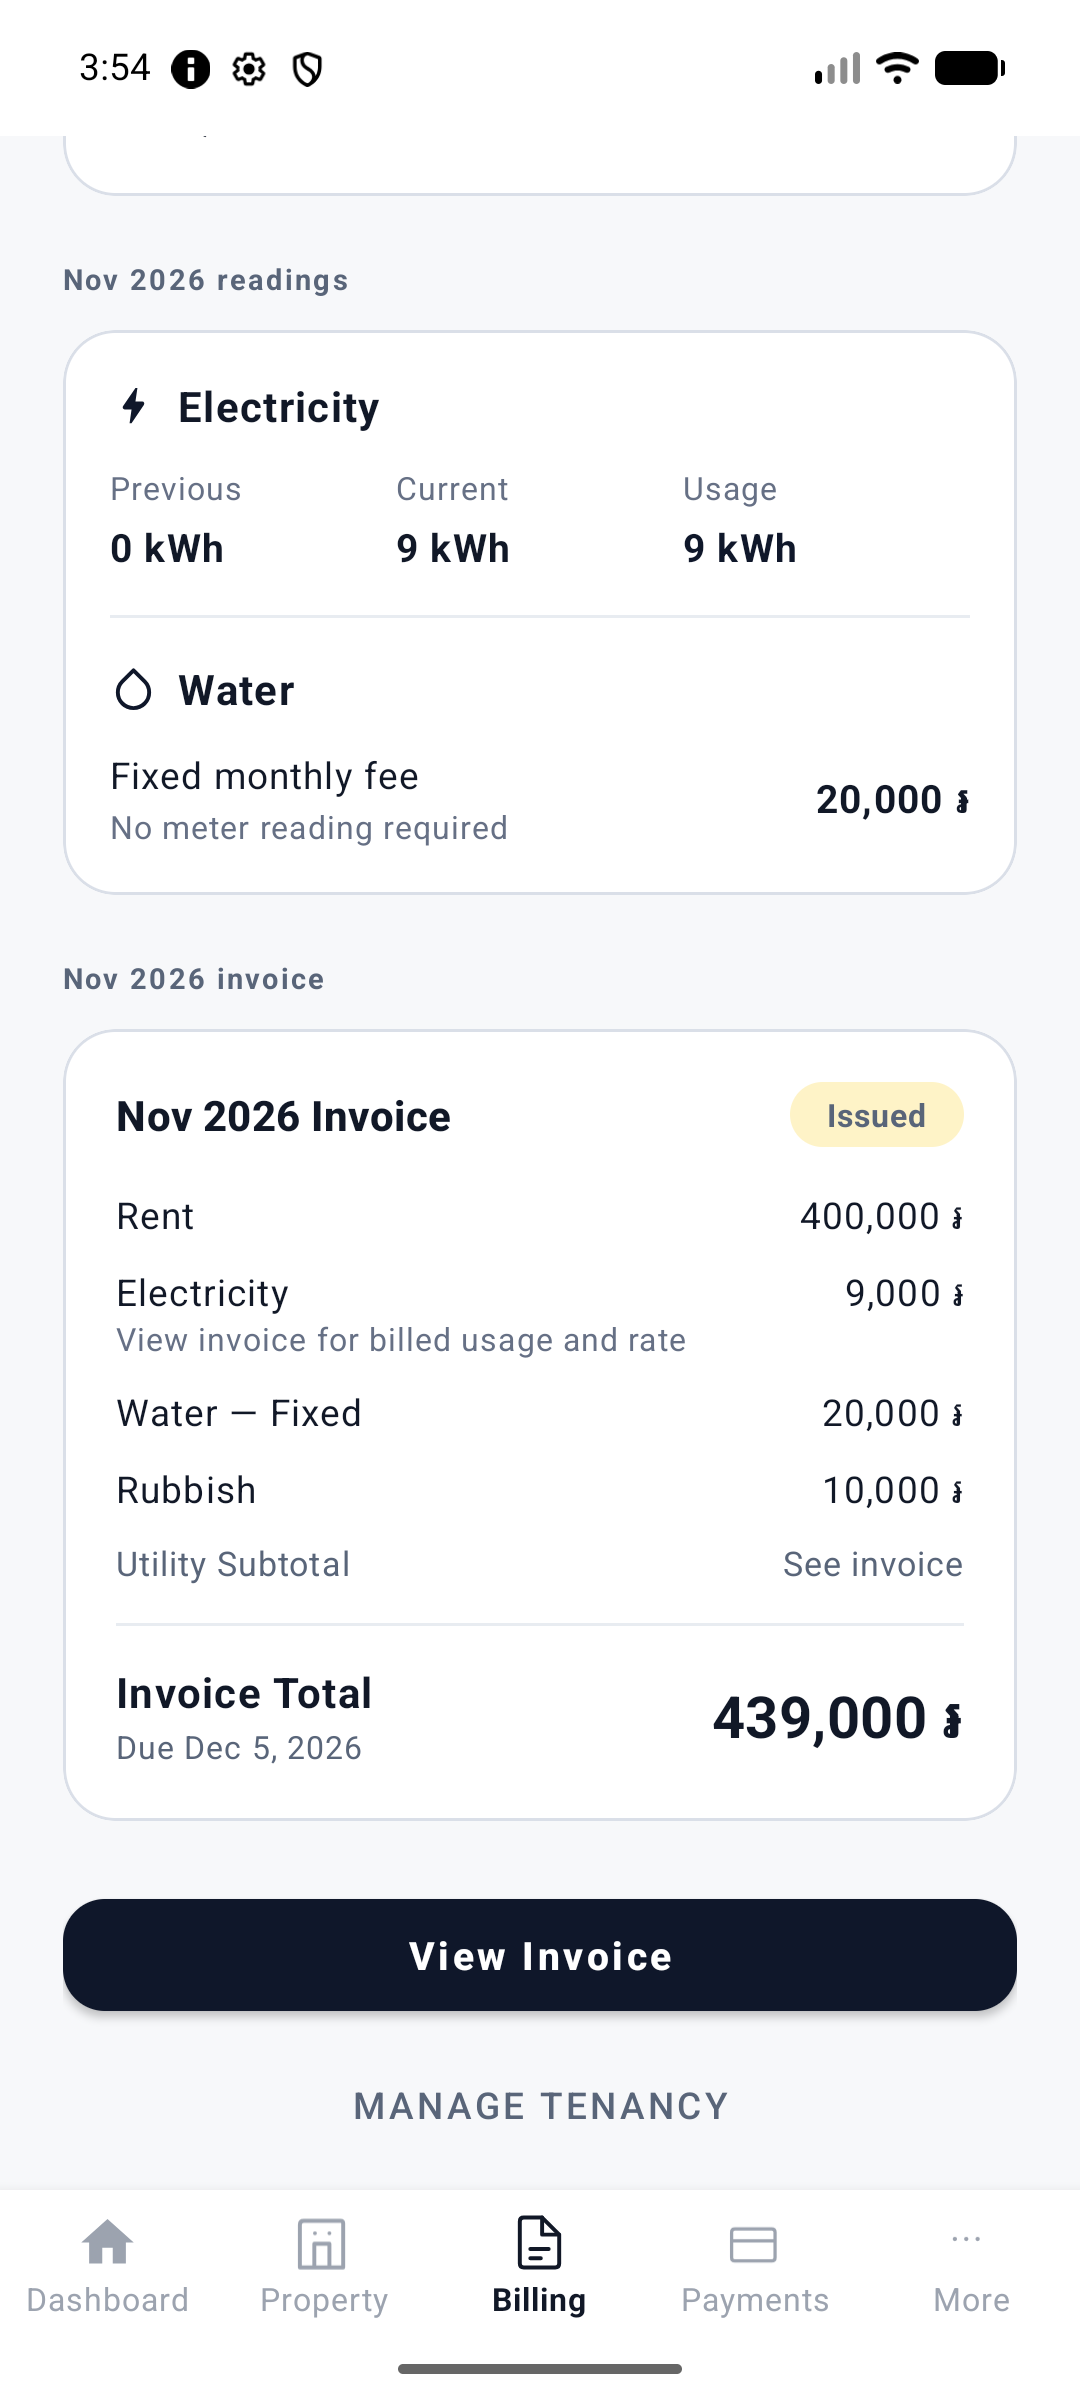 3:54
Nov 2026 readings
Electricity
Previous Current Usage
0 kWh 9 kWh 9 kWh
Water
Fixed monthly fee
20,000 ៛
No meter reading required
Nov 2026 invoice
Nov 2026 Invoice Issued
Rent 400,000 ៛
Electricity 9,000 ៛
View invoice for billed usage and rate
Water — Fixed 20,000 ៛
Rubbish 10,000 ៛
Utility Subtotal See invoice
Invoice Total 439,000 ៛
Due Dec 5, 2026
View Invoice
MANAGE TENANCY
Dashboard Property Billing Payments More